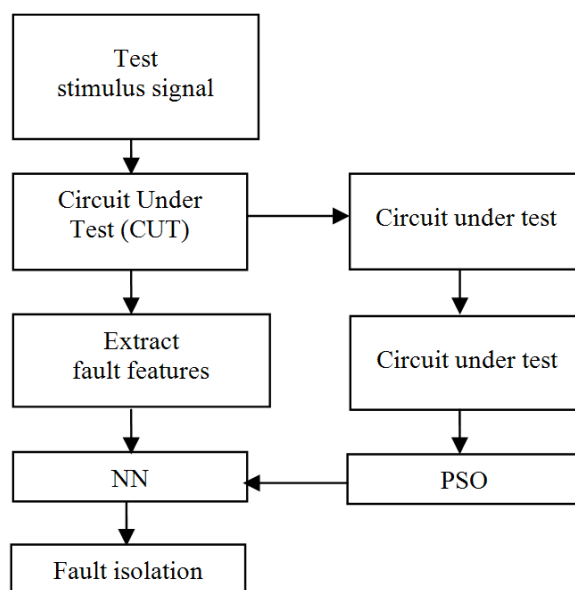 Test
stimulus signal
Circuit Under
Test (CUT)
Circuit under test
Extract
fault features
Circuit under test
NN
PSO
Fault isolation